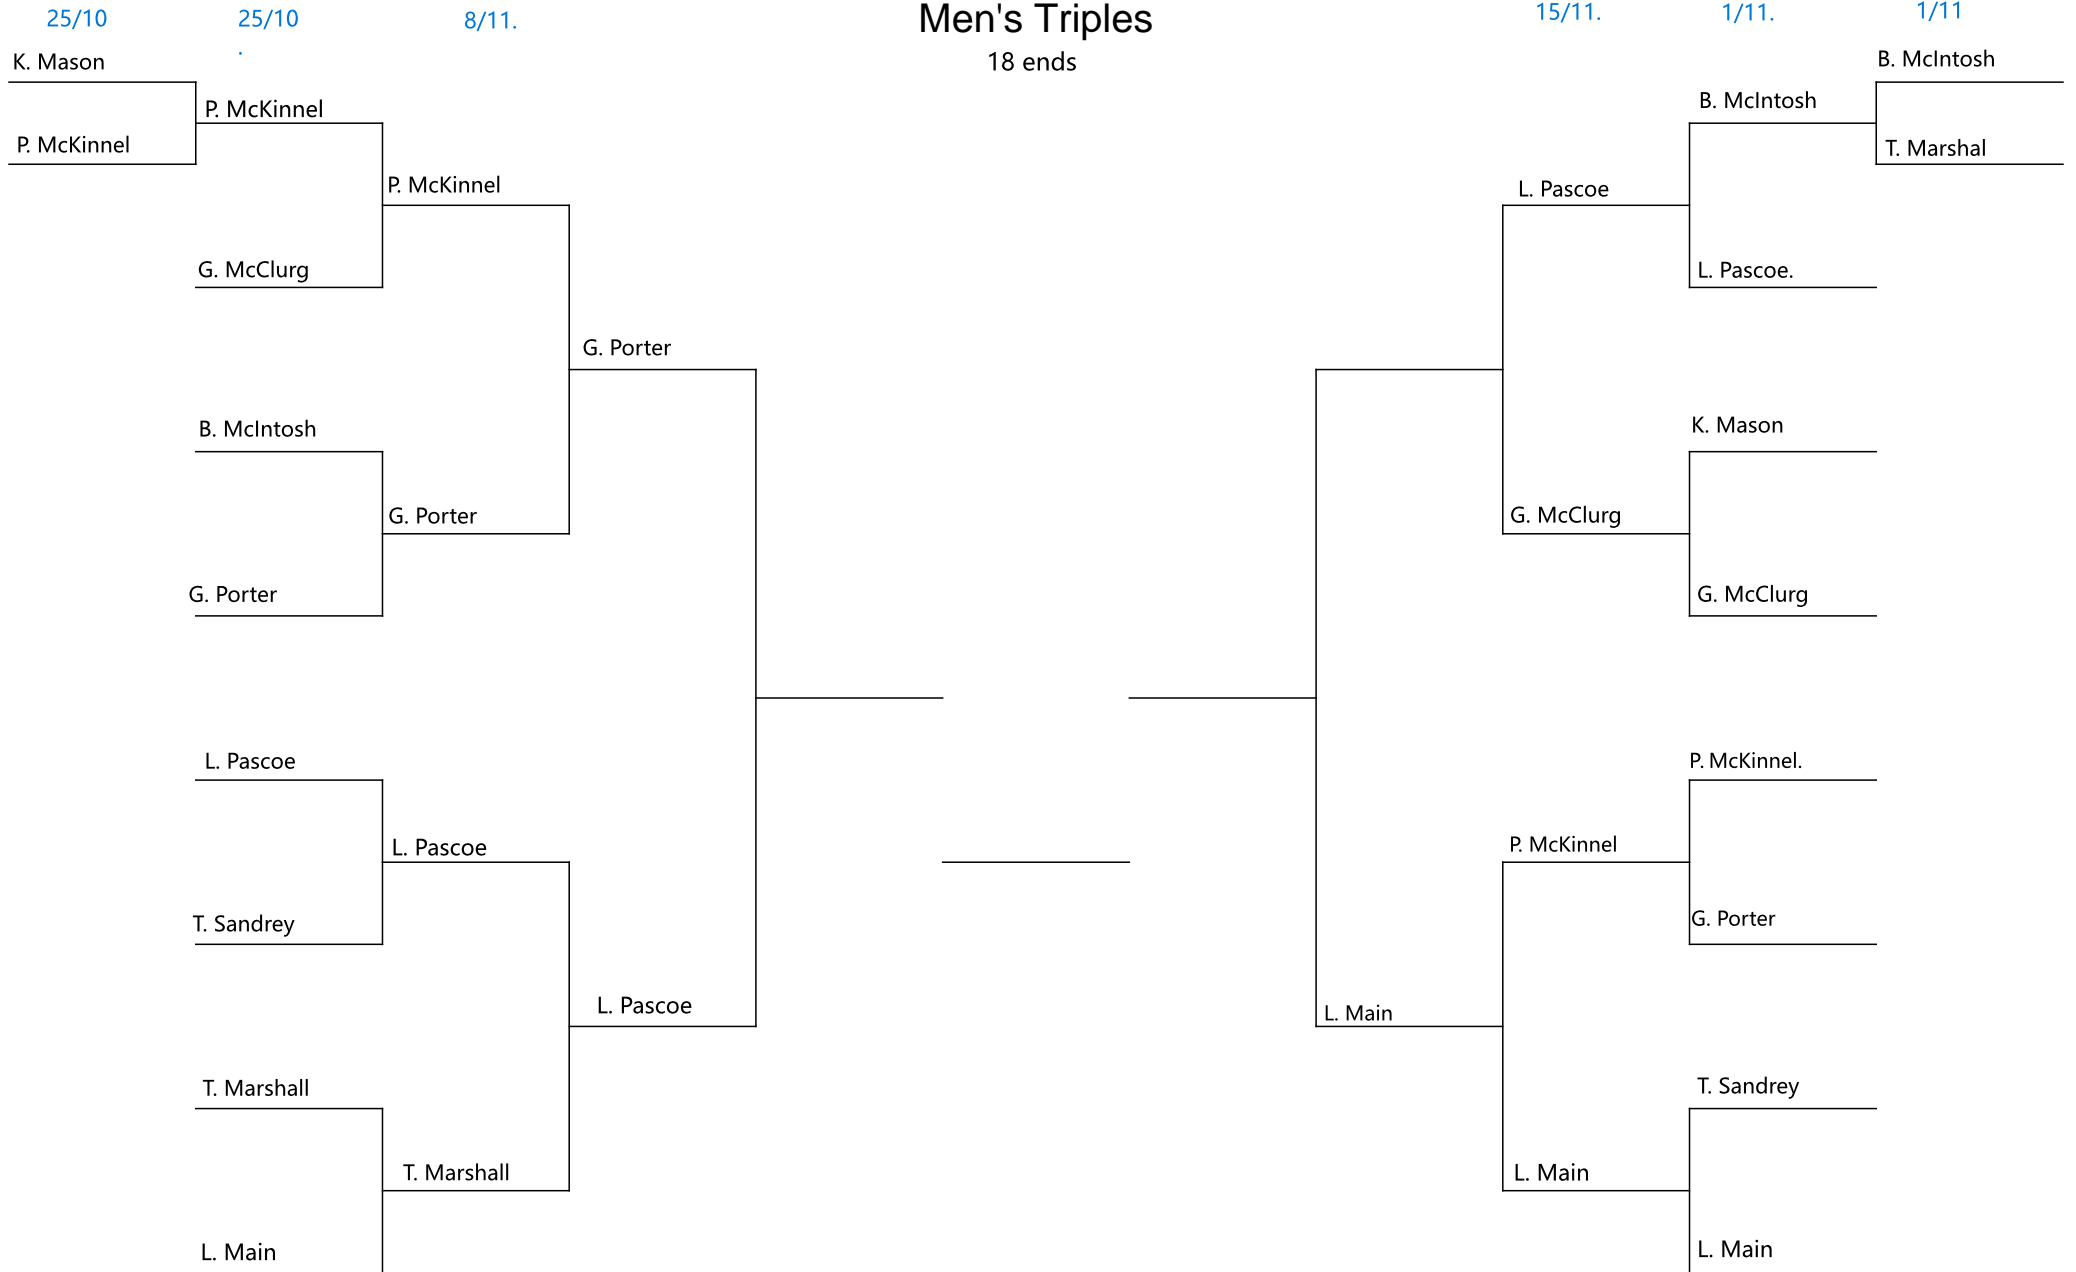 Men's Triples
18 ends
25/10
25/10
.
8/11.
15/11.
1/11.
1/11
K. Mason
P. McKinnel
P. McKinnel
P. McKinnel
G. McClurg
G. Porter
B. McIntosh
G. Porter
G. Porter
L. Pascoe
L. Pascoe
T. Sandrey
L. Pascoe
T. Marshall
T. Marshall
L. Main
B. McIntosh
B. McIntosh
T. Marshal
L. Pascoe
L. Pascoe.
K. Mason
G. McClurg
G. McClurg
P. McKinnel.
P. McKinnel
G. Porter
L. Main
T. Sandrey
L. Main
L. Main